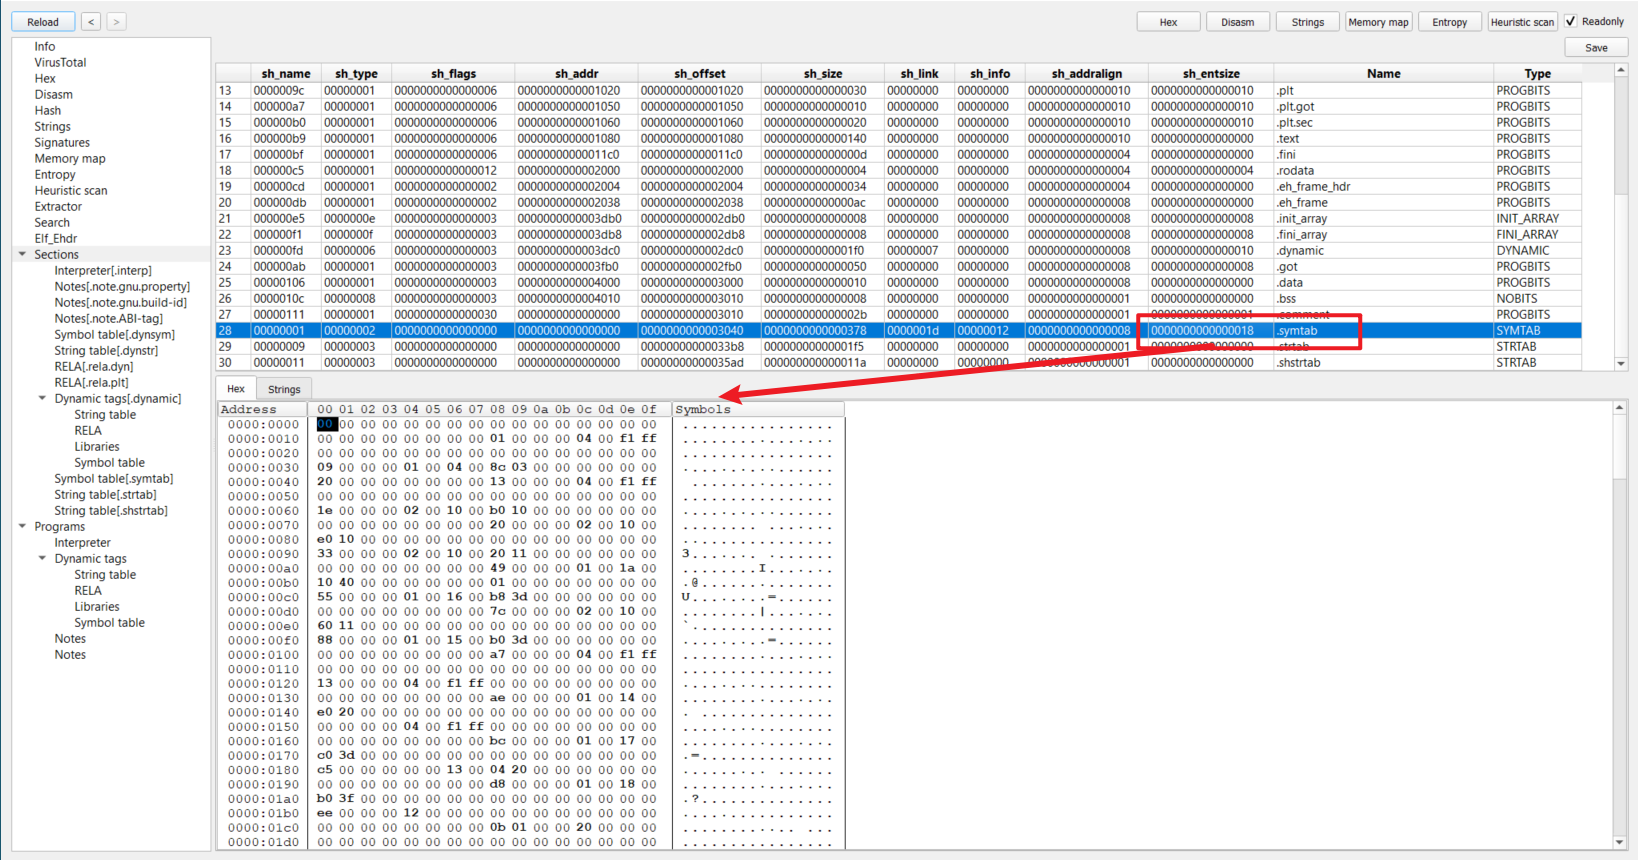 Reload < > Hex Disasm Strings Memory map Entropy Heuristic scan Readonly
Save
Info
VirusTotal
Hex
Disasm
Hash
Strings
Signatures
Memory map
Entropy
Heuristic scan
Extractor
Search
Elf_Ehdr
Sections
Interpreter[.interp]
Notes[.note.gnu.property]
Notes[.note.gnu.build-id]
Notes[.note.ABI-tag]
Symbol table[.dynsym]
String table[.dynstr]
RELA[.rela.dyn]
RELA[.rela.plt]
Dynamic tags[.dynamic]
String table
RELA
Libraries
Symbol table
Symbol table[.symtab]
String table[.strtab]
String table[.shstrtab]
Programs
Interpreter
Dynamic tags
String table
RELA
Libraries
Symbol table
Notes
Notes
sh_name sh_type sh_flags sh_addr sh_offset sh_size sh_link sh_info sh_addralign sh_entsize Name Type
13 0000009c 00000001 0000000000000006 0000000000001020 0000000000001020 0000000000000030 00000000 00000000 0000000000000010 0000000000000010 .plt PROGBITS
14 000000a7 00000001 0000000000000006 0000000000001050 0000000000001050 0000000000000010 00000000 00000000 0000000000000010 0000000000000010 .plt.got PROGBITS
15 000000b0 00000001 0000000000000006 0000000000001060 0000000000001060 0000000000000020 00000000 00000000 0000000000000010 0000000000000010 .plt.sec PROGBITS
16 000000b9 00000001 0000000000000006 0000000000001080 0000000000001080 0000000000000140 00000000 00000000 0000000000000010 0000000000000000 .text PROGBITS
17 000000bf 00000001 0000000000000006 00000000000011c0 00000000000011c0 000000000000000d 00000000 00000000 0000000000000004 0000000000000000 .fini PROGBITS
18 000000c5 00000001 0000000000000012 0000000000002000 0000000000002000 0000000000000004 00000000 00000000 0000000000000004 0000000000000004 .rodata PROGBITS
19 000000cd 00000001 0000000000000002 0000000000002004 0000000000002004 0000000000000034 00000000 00000000 0000000000000004 0000000000000000 .eh_frame_hdr PROGBITS
20 000000db 00000001 0000000000000002 0000000000002038 0000000000002038 00000000000000ac 00000000 00000000 0000000000000008 0000000000000000 .eh_frame PROGBITS
21 000000e5 0000000e 0000000000000003 0000000000003db0 0000000000002db0 0000000000000008 00000000 00000000 0000000000000008 0000000000000008 .init_array INIT_ARRAY
22 000000f1 0000000f 0000000000000003 0000000000003db8 0000000000002db8 0000000000000008 00000000 00000000 0000000000000008 0000000000000008 .fini_array FINI_ARRAY
23 000000fd 00000006 0000000000000003 0000000000003dc0 0000000000002dc0 00000000000001f0 00000007 00000000 0000000000000008 0000000000000010 .dynamic DYNAMIC
24 000000ab 00000001 0000000000000003 0000000000003fb0 0000000000002fb0 0000000000000050 00000000 00000000 0000000000000008 0000000000000008 .got PROGBITS
25 00000106 00000001 0000000000000003 0000000000004000 0000000000003000 0000000000000010 00000000 00000000 0000000000000008 0000000000000000 .data PROGBITS
26 0000010c 00000008 0000000000000003 0000000000004010 0000000000003010 0000000000000008 00000000 00000000 0000000000000001 0000000000000000 .bss NOBITS
27 00000111 00000001 0000000000000030 0000000000000000 0000000000003010 000000000000002b 00000000 00000000 0000000000000001 0000000000000001 .comment PROGBITS
28 00000001 00000002 0000000000000000 0000000000000000 0000000000003040 0000000000000378 0000001d 00000012 0000000000000008 0000000000000018 .symtab SYMTAB
29 00000009 00000003 0000000000000000 0000000000000000 00000000000033b8 00000000000001f5 00000000 00000000 0000000000000001 0000000000000000 .strtab STRTAB
30 00000011 00000003 0000000000000000 0000000000000000 00000000000035ad 000000000000011a 00000000 00000000 0000000000000001 0000000000000000 .shstrtab STRTAB
Hex Strings
Address 00 01 02 03 04 05 06 07 08 09 0a 0b 0c 0d 0e 0f Symbols
0000:0000 00 00 00 00 00 00 00 00 00 00 00 00 00 00 00 00 ................
0000:0010 00 00 00 00 00 00 00 00 01 00 00 00 04 00 f1 ff ................
0000:0020 00 00 00 00 00 00 00 00 00 00 00 00 00 00 00 00 ................
0000:0030 09 00 00 00 01 00 04 00 8c 03 00 00 00 00 00 00 ................
0000:0040 20 00 00 00 00 00 00 00 13 00 00 00 04 00 f1 ff  ...............
0000:0050 00 00 00 00 00 00 00 00 00 00 00 00 00 00 00 00 ................
0000:0060 1e 00 00 00 02 00 10 00 b0 10 00 00 00 00 00 00 ................
0000:0070 00 00 00 00 00 00 00 00 20 00 00 00 02 00 10 00 ........ .......
0000:0080 e0 10 00 00 00 00 00 00 00 00 00 00 00 00 00 00 ................
0000:0090 33 00 00 00 02 00 10 00 20 11 00 00 00 00 00 00 3....... .......
0000:00a0 00 00 00 00 00 00 00 00 49 00 00 00 01 00 1a 00 ........I.......
0000:00b0 10 40 00 00 00 00 00 00 01 00 00 00 00 00 00 00 .@..............
0000:00c0 55 00 00 00 01 00 16 00 b8 3d 00 00 00 00 00 00 U........=......
0000:00d0 00 00 00 00 00 00 00 00 7c 00 00 00 02 00 10 00 ........|.......
0000:00e0 60 11 00 00 00 00 00 00 00 00 00 00 00 00 00 00 `...............
0000:00f0 88 00 00 00 01 00 15 00 b0 3d 00 00 00 00 00 00 .........=......
0000:0100 00 00 00 00 00 00 00 00 a7 00 00 00 04 00 f1 ff ................
0000:0110 00 00 00 00 00 00 00 00 00 00 00 00 00 00 00 00 ................
0000:0120 13 00 00 00 04 00 f1 ff 00 00 00 00 00 00 00 00 ................
0000:0130 00 00 00 00 00 00 00 00 ae 00 00 00 01 00 14 00 ................
0000:0140 e0 20 00 00 00 00 00 00 00 00 00 00 00 00 00 00 . ..............
0000:0150 00 00 00 00 04 00 f1 ff 00 00 00 00 00 00 00 00 ................
0000:0160 00 00 00 00 00 00 00 00 bc 00 00 00 01 00 17 00 ................
0000:0170 c0 3d 00 00 00 00 00 00 00 00 00 00 00 00 00 00 .=..............
0000:0180 c5 00 00 00 00 00 13 00 04 20 00 00 00 00 00 00 ......... ......
0000:0190 00 00 00 00 00 00 00 00 d8 00 00 00 01 00 18 00 ................
0000:01a0 b0 3f 00 00 00 00 00 00 00 00 00 00 00 00 00 00 .?..............
0000:01b0 ee 00 00 00 12 00 00 00 00 00 00 00 00 00 00 00 ................
0000:01c0 00 00 00 00 00 00 00 00 0b 01 00 00 20 00 00 00 ............ ...
0000:01d0 00 00 00 00 00 00 00 00 00 00 00 00 00 00 00 00 ................